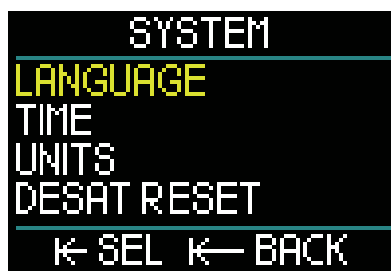 SYSTEM
LANGUAGE
TIME
UNITS
DESAT RESET
SEL BACK